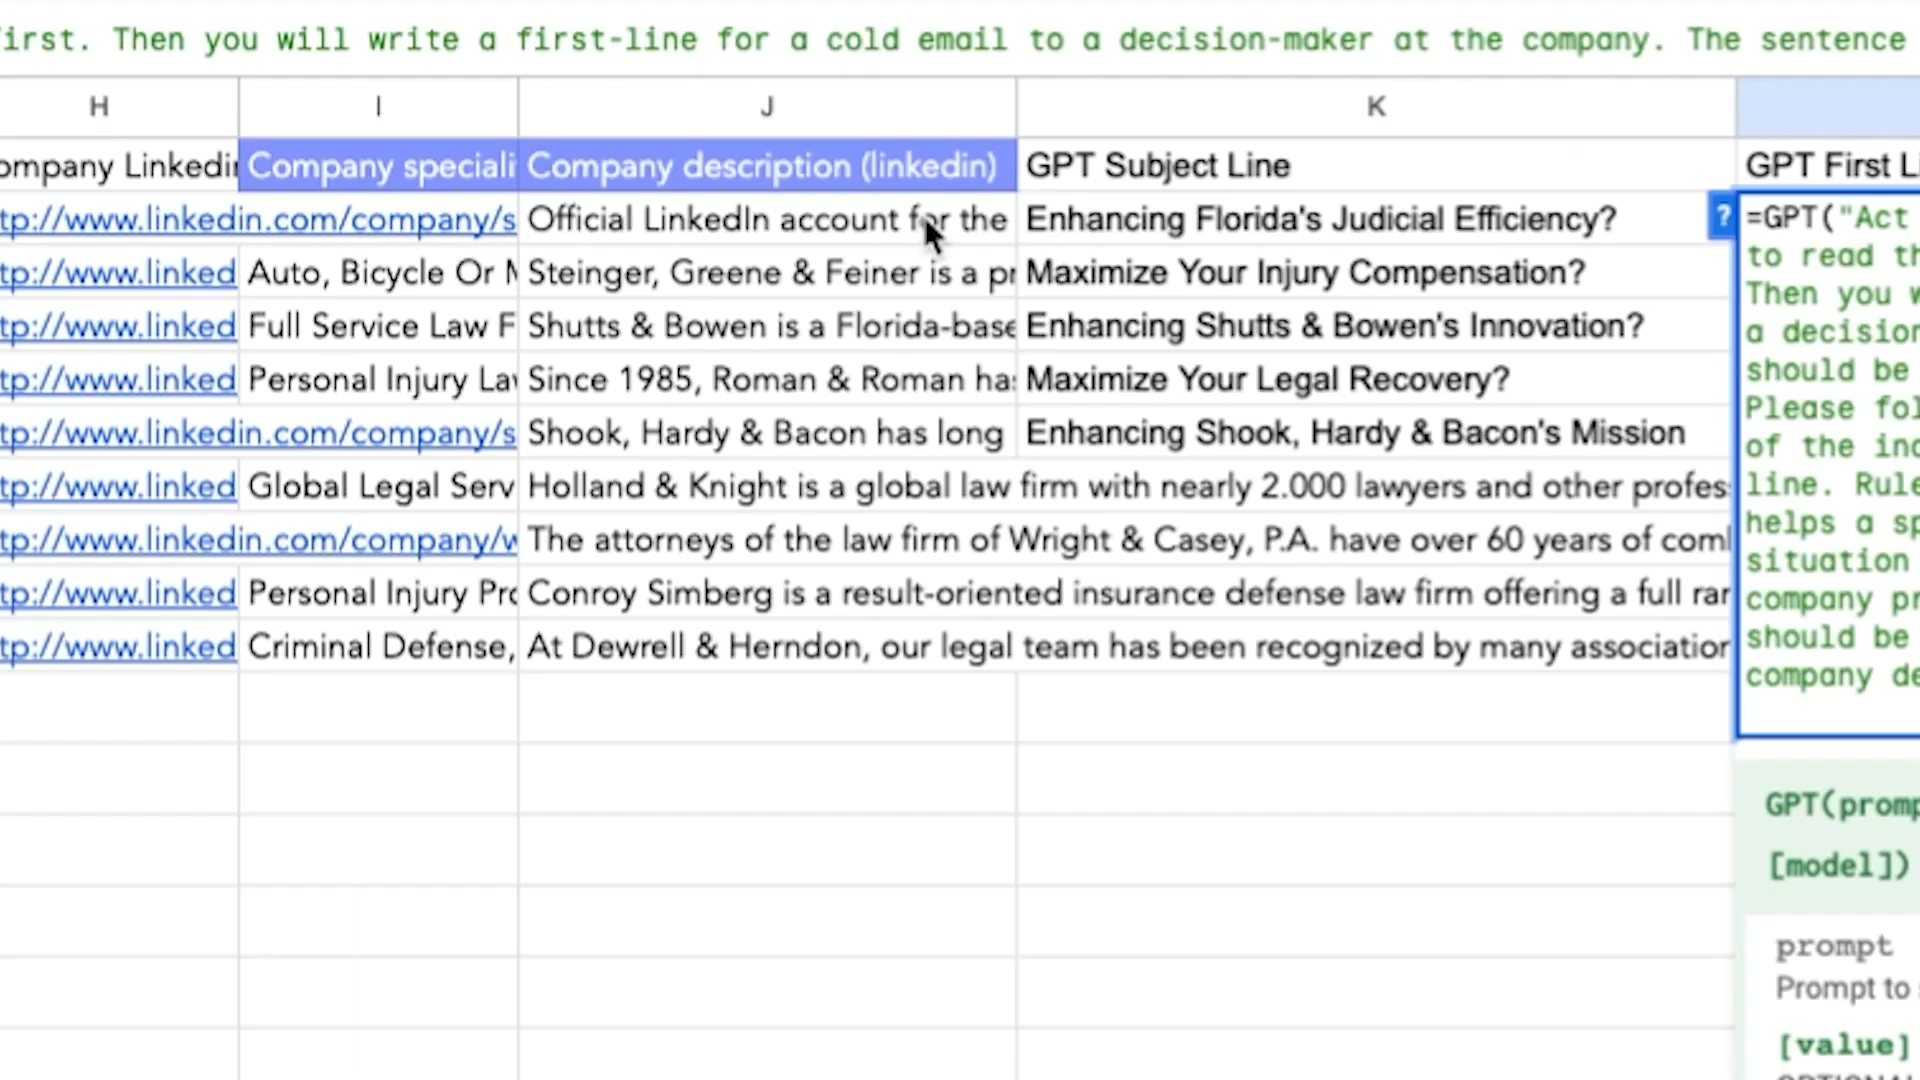 irst. Then you will write a first-line for a cold email to a decision-maker at the company. The sentence
H I J K
ompany Linkedin Company speciali Company description (linkedin) GPT Subject Line GPT First Li
tp://www.linkedin.com/company/s Official LinkedIn account for the Enhancing Florida's Judicial Efficiency? ? =GPT("Act
tp://www.linked Auto, Bicycle Or M Steinger, Greene & Feiner is a pr Maximize Your Injury Compensation? to read th
Then you w
tp://www.linked Full Service Law F Shutts & Bowen is a Florida-base Enhancing Shutts & Bowen's Innovation? a decision
tp://www.linked Personal Injury Law Since 1985, Roman & Roman has Maximize Your Legal Recovery? should be
Please fol
tp://www.linkedin.com/company/s Shook, Hardy & Bacon has long Enhancing Shook, Hardy & Bacon's Mission of the ind
tp://www.linked Global Legal Serv Holland & Knight is a global law firm with nearly 2.000 lawyers and other profes line. Rule
helps a sp
tp://www.linkedin.com/company/w The attorneys of the law firm of Wright & Casey, P.A. have over 60 years of com situation
tp://www.linked Personal Injury Pro Conroy Simberg is a result-oriented insurance defense law firm offering a full ran company pr
tp://www.linked Criminal Defense, At Dewrell & Herndon, our legal team has been recognized by many association should be
company de
GPT(promp
[model])
prompt
Prompt to
[value]